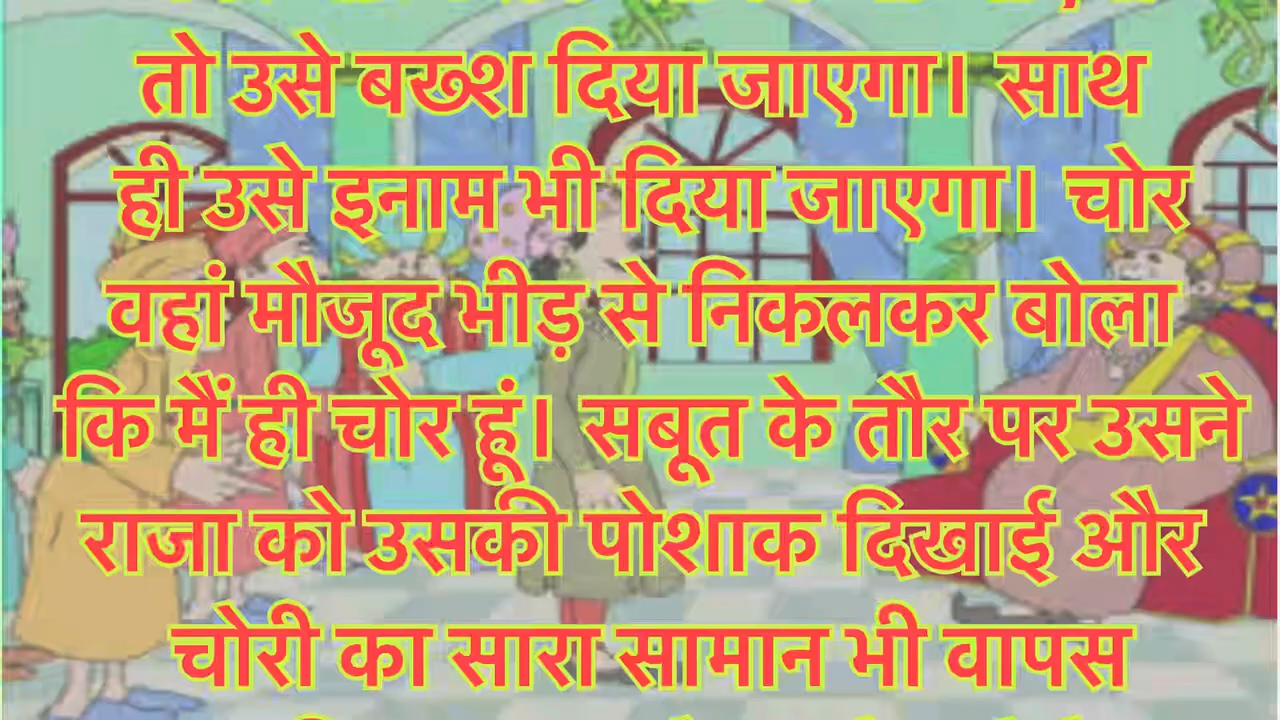 तो उसे बख्श दिया जाएगा। साथ
ही उसे इनाम भी दिया जाएगा। चोर
वहां मौजूद भीड़ से निकलकर बोला
कि मैं ही चोर हूं। सबूत के तौर पर उसने
राजा को उसकी पोशाक दिखाई और
चोरी का सारा सामान भी वापस